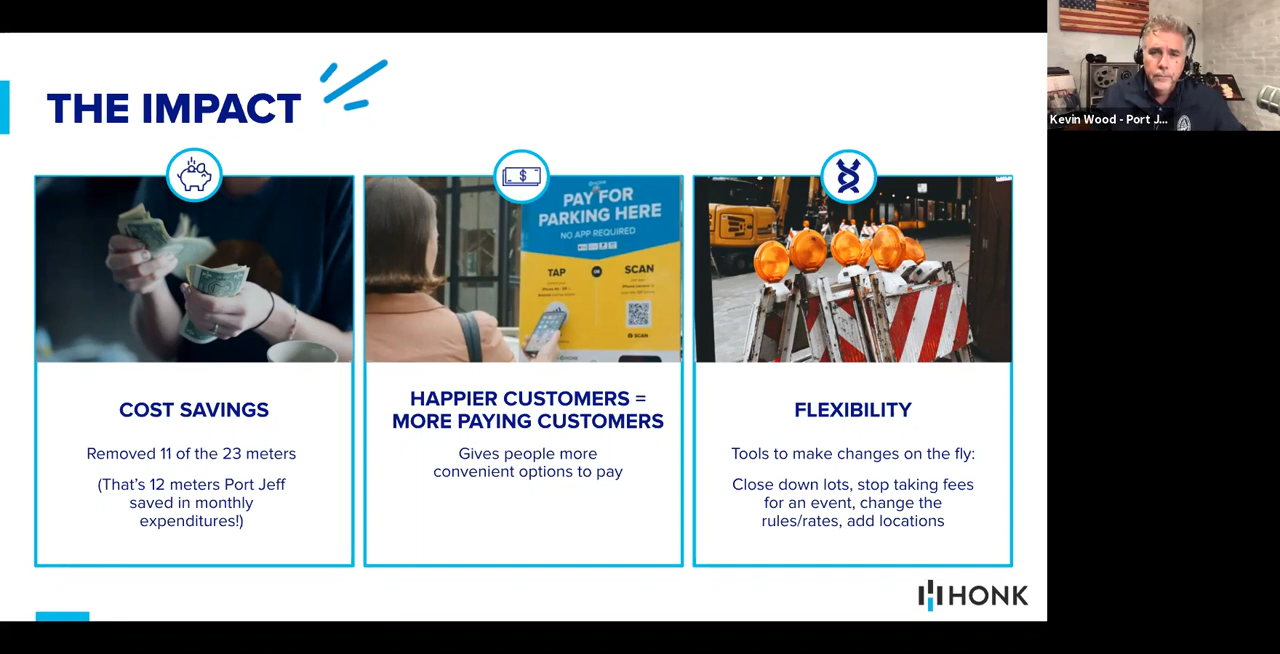 THE IMPACT
PAY FOR
PARKING HERE
NO APP REQUIRED
TAP
OR
SCAN
SCAN
HONK
COST SAVINGS
Removed 11 of the 23 meters
(That's 12 meters Port Jeff
saved in monthly
expenditures!)
HAPPIER CUSTOMERS =
MORE PAYING CUSTOMERS
Gives people more
convenient options to pay
FLEXIBILITY
Tools to make changes on the fly:
Close down lots, stop taking fees
for an event, change the
rules/rates, add locations
HONK
Kevin Wood - Port J...